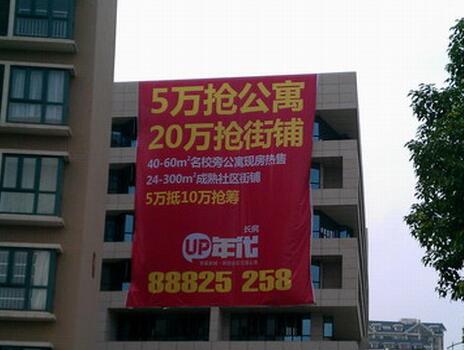 5万抢公寓
20万抢街铺
40-60m²名校旁公寓现房热售
24-300m²成熟社区街铺
5万抵10万抢筹
长房
UP年代
88825 258